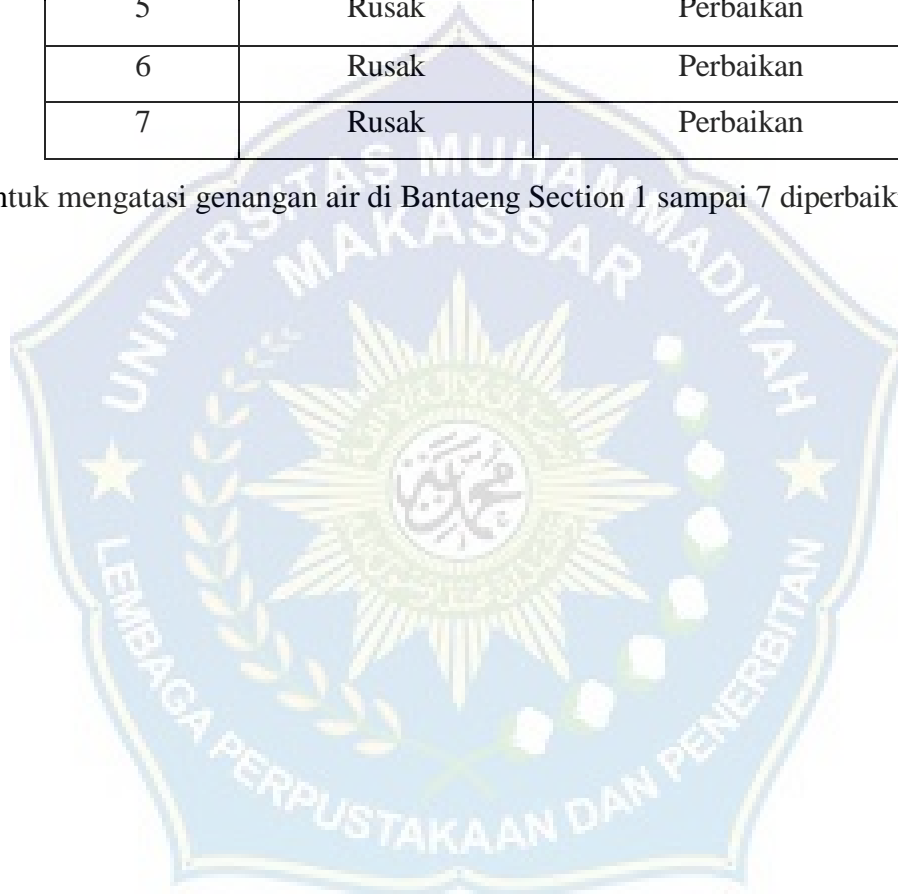 5 Rusak Perbaikan
6 Rusak Perbaikan
7 Rusak Perbaikan
ntuk mengatasi genangan air di Bantaeng Section 1 sampai 7 diperbaik
UNIVERSITAS MUHAMMADIYAH
MAKASSAR
محمدية
LEMBAGA PERPUSTAKAAN DAN PENERBITAN